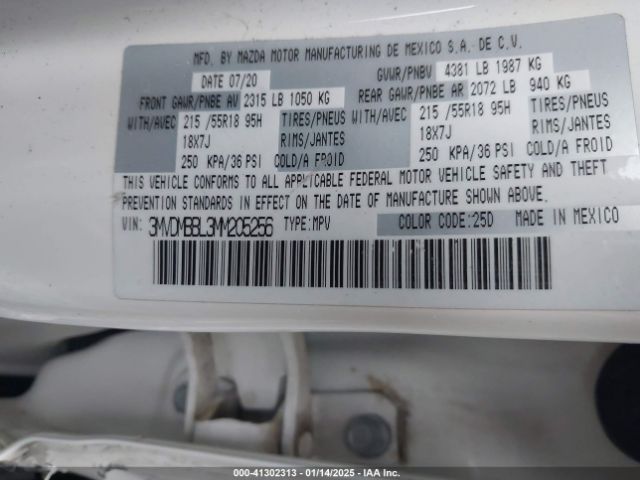 MFD. BY MAZDA MOTOR MANUFACTURING DE MEXICO S.A. DE C.V.
DATE 07/20 GVWR/PNBV 4381 LB 1987 KG
FRONT GAWR/PNBE AV 2315 LB 1050 KG REAR GAWR/PNBE AR 2072 LB 940 KG
WITH/AVEC 215 /55R18 95H TIRES/PNEUS WITH/AVEC 215 /55R18 95H TIRES/PNEUS
18X7J RIMS/JANTES 18X7J RIMS/JANTES
250 KPA/36 PSI COLD/A FROID 250 KPA/36 PSI COLD/A FROID
THIS VEHICLE CONFORMS TO ALL APPLICABLE FEDERAL MOTOR VEHICLE SAFETY AND THEFT
PREVENTION STANDARDS IN EFFECT ON THE DATE OF MANUFACTURE SHOWN ABOVE.
VIN: 3MVDMBBL3MM205256 TYPE:MPV COLOR CODE:25D MADE IN MEXICO
000-41302313 - 01/14/2025 - IAA Inc.